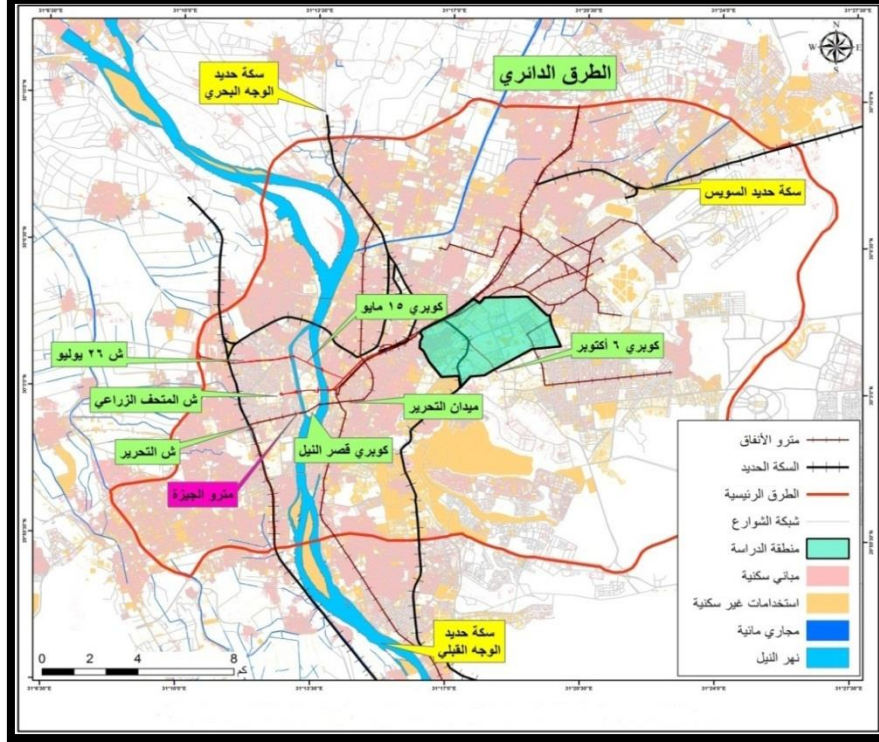 N
W
E
S
سكة حديد
الوجه البحري
الطرق الدائري
سكة حديد السويس
كوبري ١٥ مايو
ش ٢٦ يوليو
كوبري ٦ أكتوبر
ش المتحف الزراعي
ميدان التحرير
ش التحرير
كوبري قصر النيل
مترو الجيزة
سكة حديد
الوجه القبلي
مترو الأنفاق
السكة الحديد
الطرق الرئيسية
شبكة الشوارع
منطقة الدراسة
مباني سكنية
استخدامات غير سكنية
مجاري مائية
نهر النيل
0 2 4 8
كم